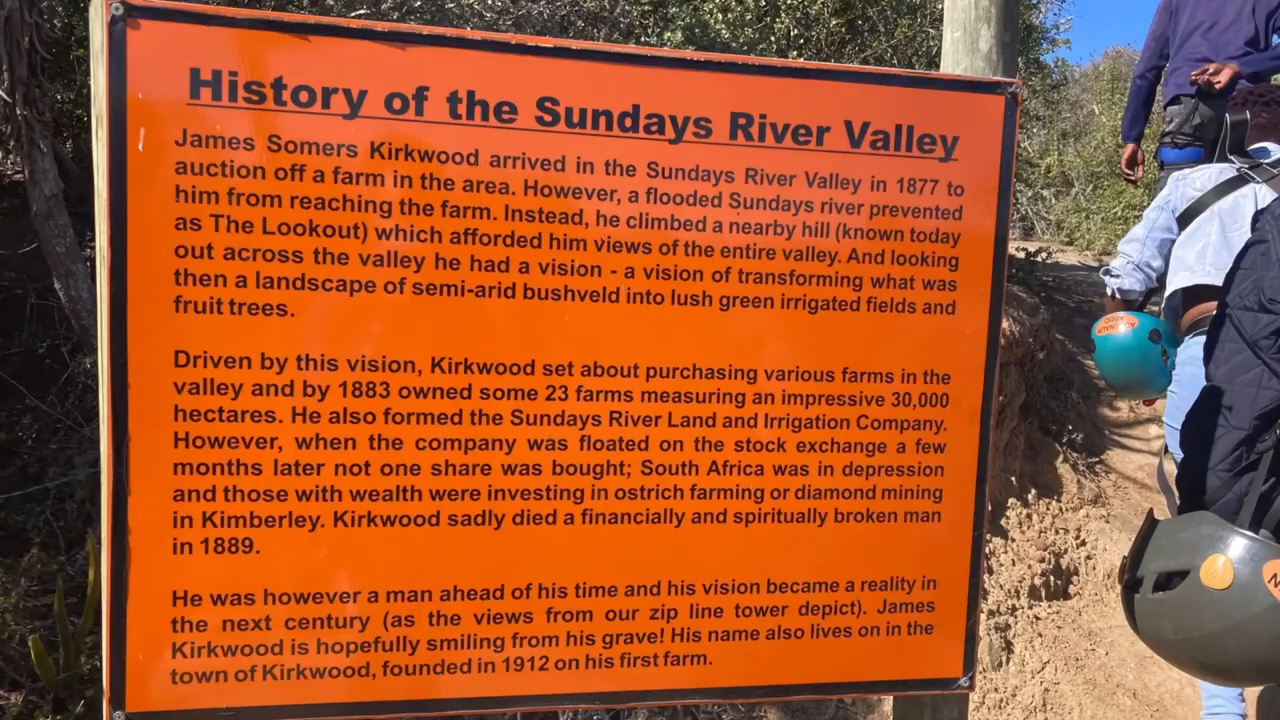 History of the Sundays River Valley
James Somers Kirkwood arrived in the Sundays River Valley in 1877 to
auction off a farm in the area. However, a flooded Sundays river prevented
him from reaching the farm. Instead, he climbed a nearby hill (known today
as The Lookout) which afforded him views of the entire valley. And looking
out across the valley he had a vision - a vision of transforming what was
then a landscape of semi-arid bushveld into lush green irrigated fields and
fruit trees.
Driven by this vision, Kirkwood set about purchasing various farms in the
valley and by 1883 owned some 23 farms measuring an impressive 30,000
hectares. He also formed the Sundays River Land and Irrigation Company.
However, when the company was floated on the stock exchange a few
months later not one share was bought; South Africa was in depression
and those with wealth were investing in ostrich farming or diamond mining
in Kimberley. Kirkwood sadly died a financially and spiritually broken man
in 1889.
He was however a man ahead of his time and his vision became a reality in
the next century (as the views from our zip line tower depict). James
Kirkwood is hopefully smiling from his grave! His name also lives on in the
town of Kirkwood, founded in 1912 on his first farm.